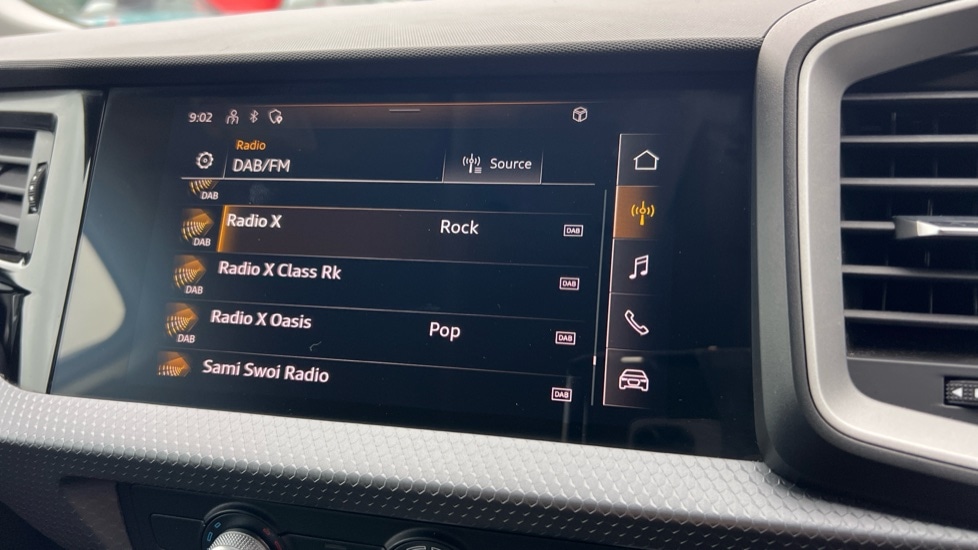 9:02
Radio
DAB/FM
Source
DAB
Radio X Rock DAB
DAB
Radio X Class Rk DAB
DAB
Radio X Oasis Pop DAB
DAB
Sami Swoi Radio DAB